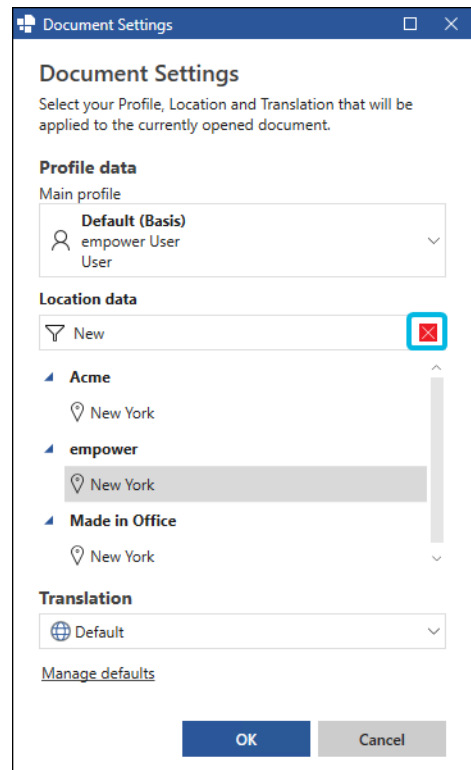 Document Settings
Document Settings
Select your Profile, Location and Translation that will be
applied to the currently opened document.
Profile data
Main profile
Default (Basis)
empower User
User
Location data
New
Acme
New York
empower
New York
Made in Office
New York
Translation
Default
Manage defaults
OK
Cancel